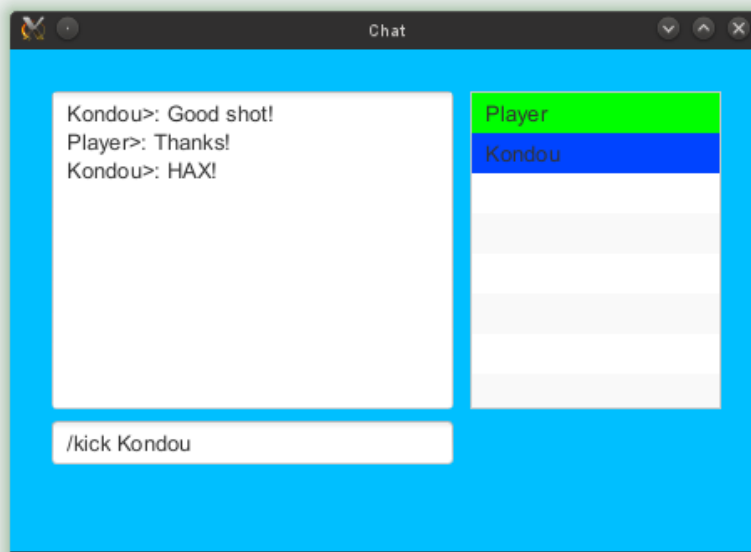 Chat
Kondou>: Good shot!
Player>: Thanks!
Kondou>: HAX!
Player
Kondou
/kick Kondou